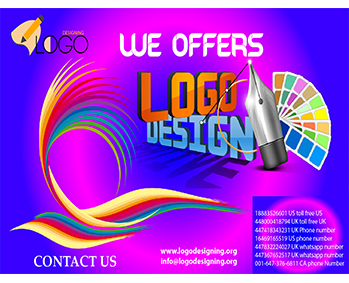 DESIGNING
LOGO
WE OFFERS
LOGO
DESIGN
18883526601 US toll free US
448000418794 UK toll free UK
447418343231 UK Phone number
16469165519 US phone number
447832224027 UK whatsapp number
447367652517 UK whatsapp number
001-647-376-6811 CA phone Number
www.logodesigning.org
info@logodesigning.org
CONTACT US